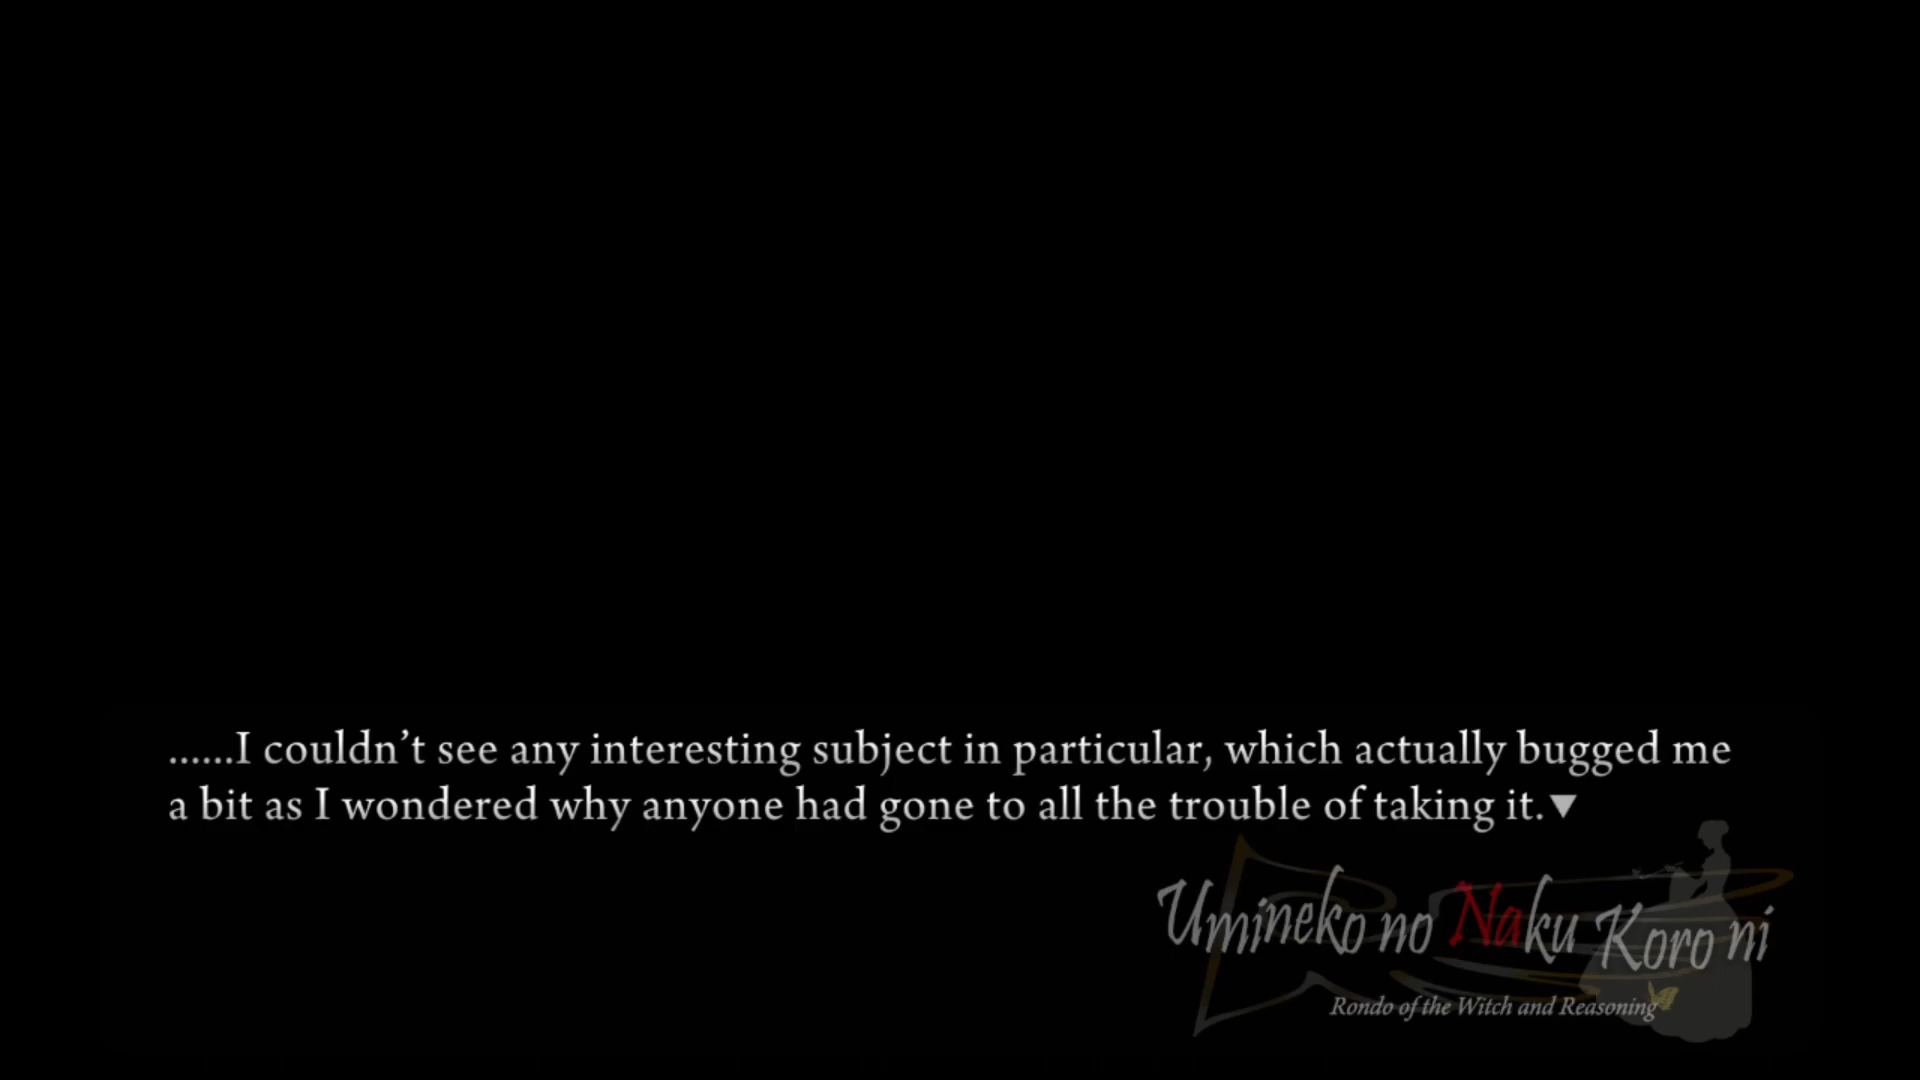 ......I couldn’t see any interesting subject in particular, which actually bugged me
a bit as I wondered why anyone had gone to all the trouble of taking it.▼
Umineko no Naku Koro ni
Rondo of the Witch and Reasoning